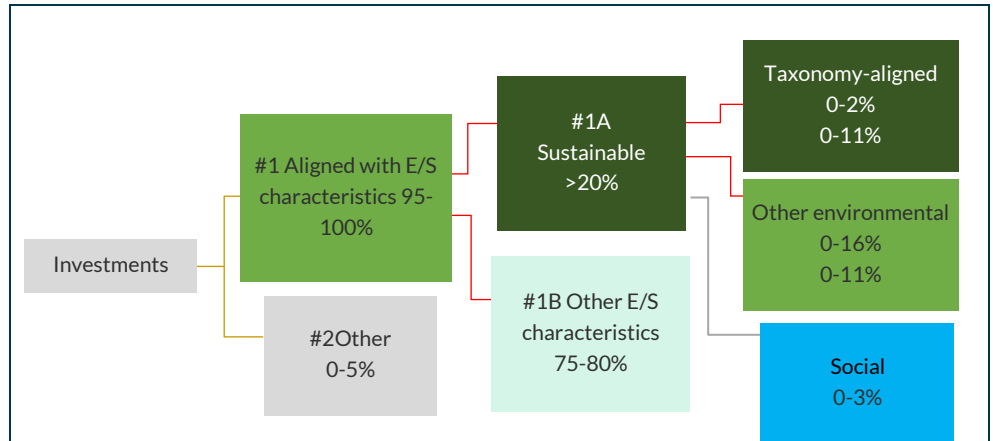 Investments
#1 Aligned with E/S
characteristics 95-
100%
#2Other
0-5%
#1A
Sustainable
>20%
#1B Other E/S
characteristics
75-80%
Taxonomy-aligned
0-2%
0-11%
Other environmental
0-16%
0-11%
Social
0-3%